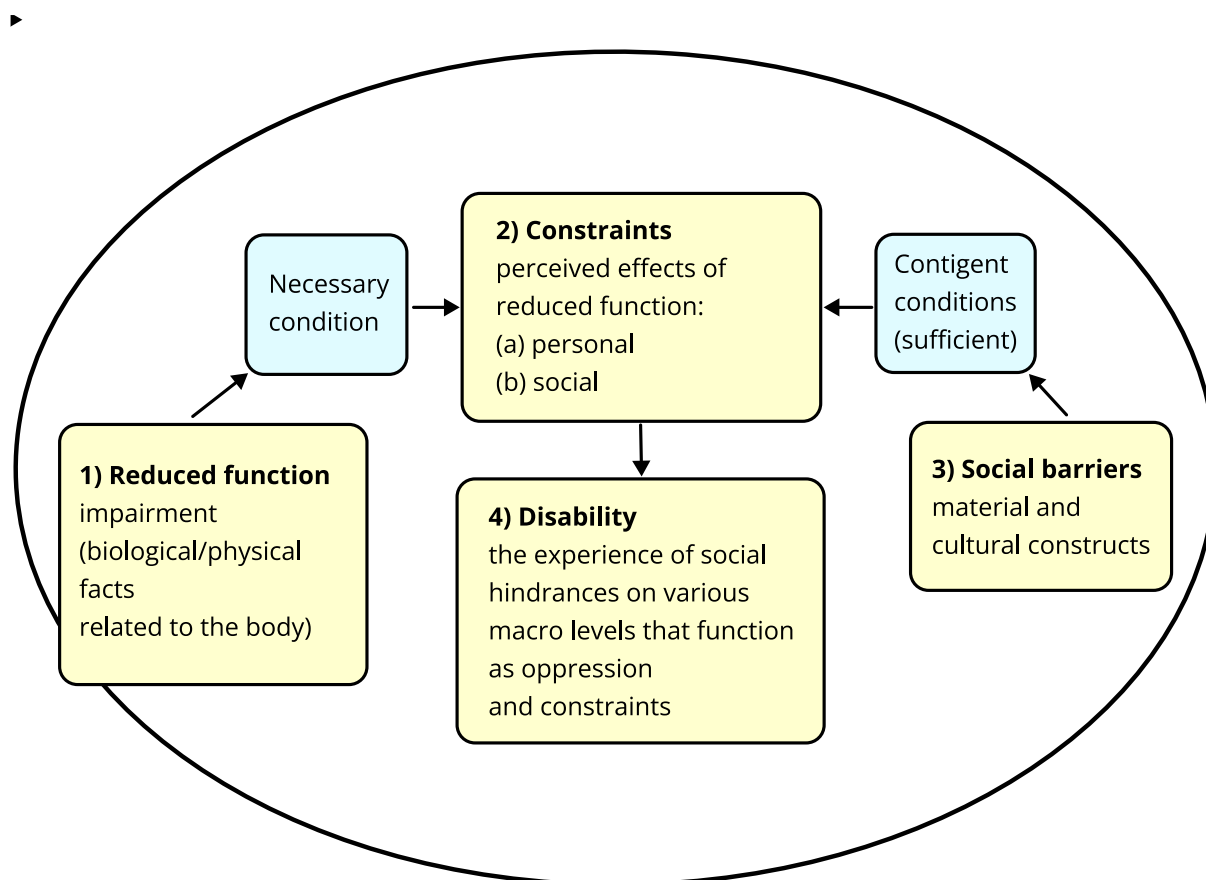 Necessary
condition
2) Constraints
perceived effects of
reduced function:
(a) personal
(b) social
Contigent
conditions
(sufficient)
1) Reduced function
impairment
(biological/physical
facts
related to the body)
4) Disability
the experience of social
hindrances on various
macro levels that function
as oppression
and constraints
3) Social barriers
material and
cultural constructs